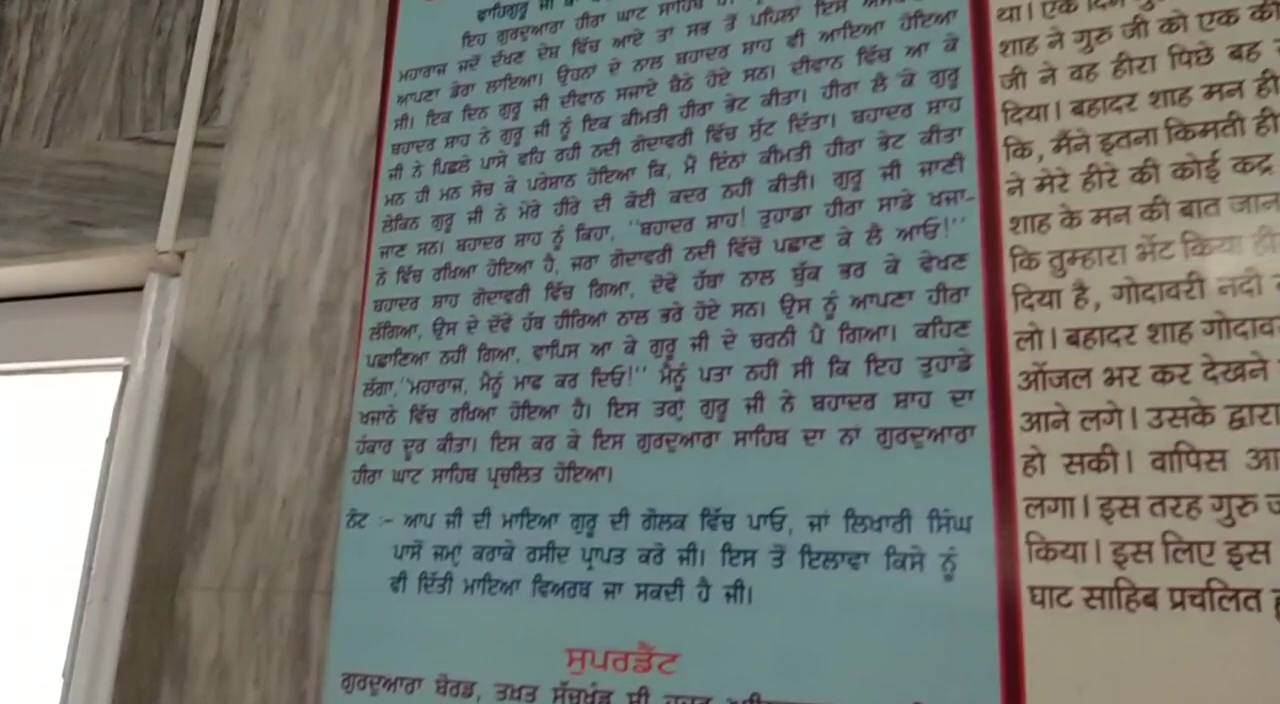 ਵਾਹਿਗੁਰੂ ਜੀ ਕਾ
ਇਹ ਗੁਰਦੁਆਰਾ ਹੀਰਾ ਘਾਟ ਸਾਹਿਬ
ਮਹਾਰਾਜ ਜਦੋਂ ਦੱਖਣ ਦੇਸ਼ ਵਿੱਚ ਆਏ ਤਾਂ ਸਭ ਤੋਂ ਪਹਿਲਾਂ ਇਸ
ਆਪਣਾ ਡੇਰਾ ਲਾਇਆ। ਉਹਨਾਂ ਦੇ ਨਾਲ ਬਹਾਦਰ ਸ਼ਾਹ ਵੀ ਆਇਆ ਹੋਇਆ
ਸੀ। ਇਕ ਦਿਨ ਗੁਰੂ ਜੀ ਦੀਵਾਨ ਸਜਾਏ ਬੈਠੇ ਹੋਏ ਸਨ। ਦੀਵਾਨ ਵਿੱਚ ਆ ਕੇ
ਬਹਾਦਰ ਸ਼ਾਹ ਨੇ ਗੁਰੂ ਜੀ ਨੂੰ ਇਕ ਕੀਮਤੀ ਹੀਰਾ ਭੇਟ ਕੀਤਾ। ਹੀਰਾ ਲੈ ਕੇ ਗੁਰੂ
ਜੀ ਨੇ ਪਿਛਲੇ ਪਾਸੇ ਵਹਿ ਰਹੀ ਨਦੀ ਗੋਦਾਵਰੀ ਵਿੱਚ ਸੁੱਟ ਦਿੱਤਾ। ਬਹਾਦਰ ਸ਼ਾਹ
ਮਨ ਹੀ ਮਨ ਸੋਚ ਕੇ ਪਰੇਸ਼ਾਨ ਹੋਇਆ ਕਿ, ਮੈਂ ਇੰਨਾਂ ਕੀਮਤੀ ਹੀਰਾ ਭੇਟ ਕੀਤਾ
ਲੇਕਿਨ ਗੁਰੂ ਜੀ ਨੇ ਮੇਰੇ ਹੀਰੇ ਦੀ ਕੋਈ ਕਦਰ ਨਹੀਂ ਕੀਤੀ। ਗੁਰੂ ਜੀ ਜਾਣੀ
ਜਾਣ ਸਨ। ਬਹਾਦਰ ਸ਼ਾਹ ਨੂੰ ਕਿਹਾ, ''ਬਹਾਦਰ ਸ਼ਾਹ! ਤੁਹਾਡਾ ਹੀਰਾ ਸਾਡੇ ਖਜਾ-
ਨੇ ਵਿੱਚ ਰਖਿਆ ਹੋਇਆ ਹੈ, ਜਰਾ ਗੋਦਾਵਰੀ ਨਦੀ ਵਿੱਚੋਂ ਪਛਾਣ ਕੇ ਲੈ ਆਓ!''
ਬਹਾਦਰ ਸ਼ਾਹ ਗੋਦਾਵਰੀ ਵਿੱਚ ਗਿਆ, ਦੋਵੇਂ ਹੱਥਾਂ ਨਾਲ ਬੁੱਕ ਭਰ ਕੇ ਵੇਖਣ
ਲੱਗਿਆ, ਉਸ ਦੇ ਦੋਵੇਂ ਹੱਥ ਹੀਰਿਆ ਨਾਲ ਭਰੇ ਹੋਏ ਸਨ। ਉਸ ਨੂੰ ਆਪਣਾ ਹੀਰਾ
ਪਛਾਣਿਆ ਨਹੀਂ ਗਿਆ, ਵਾਪਿਸ ਆ ਕੇ ਗੁਰੂ ਜੀ ਦੇ ਚਰਨੀ ਪੈ ਗਿਆ। ਕਹਿਣ
ਲੱਗਾ, ''ਮਹਾਰਾਜ, ਮੈਨੂੰ ਮਾਫ ਕਰ ਦਿਓ!'' ਮੈਨੂੰ ਪਤਾ ਨਹੀਂ ਸੀ ਕਿ ਇਹ ਤੁਹਾਡੇ
ਖਜਾਨੇ ਵਿੱਚ ਰਖਿਆ ਹੋਇਆ ਹੈ। ਇਸ ਤਰ੍ਹਾਂ ਗੁਰੂ ਜੀ ਨੇ ਬਹਾਦਰ ਸ਼ਾਹ ਦਾ
ਹੰਕਾਰ ਦੂਰ ਕੀਤਾ। ਇਸ ਕਰ ਕੇ ਇਸ ਗੁਰਦੁਆਰਾ ਸਾਹਿਬ ਦਾ ਨਾਂ ਗੁਰਦੁਆਰਾ
ਹੀਰਾ ਘਾਟ ਸਾਹਿਬ ਪ੍ਰਚਲਿਤ ਹੋਇਆ।
ਨੋਟ :- ਆਪ ਜੀ ਦੀ ਮਾਇਆ ਗੁਰੂ ਦੀ ਗੋਲਕ ਵਿੱਚ ਪਾਓ, ਜਾਂ ਲਿਖਾਰੀ ਸਿੰਘ
ਪਾਸੋਂ ਜਮ੍ਹਾਂ ਕਰਾਕੇ ਰਸੀਦ ਪ੍ਰਾਪਤ ਕਰੋ ਜੀ। ਇਸ ਤੋਂ ਇਲਾਵਾ ਕਿਸੇ ਨੂੰ
ਵੀ ਦਿੱਤੀ ਮਾਇਆ ਵਿਅਰਥ ਜਾ ਸਕਦੀ ਹੈ ਜੀ।
ਸੁਪਰਡੈਂਟ
ਗੁਰਦੁਆਰਾ ਬੋਰਡ, ਤਖ਼ਤ ਸੱਚਖੰਡ ਸ੍ਰੀ ਹਜ਼ੂਰ
था। एक दिन
शाह ने गुरु जी को एक
जी ने वह हीरा पिछे बह
दिया। बहादर शाह मन ही
कि, मैंने इतना किमती ही
ने मेरे हीरे की कोई कद्र
शाह के मन की बात जान
कि तुम्हारा भेंट किया ही
दिया है, गोदावरी नदी
लो। बहादर शाह गोदाव
ओंजल भर कर देखने
आने लगे। उसके द्वारा
हो सकी। वापिस आ
लगा। इस तरह गुरु ज
किया। इस लिए इस
घाट साहिब प्रचलित